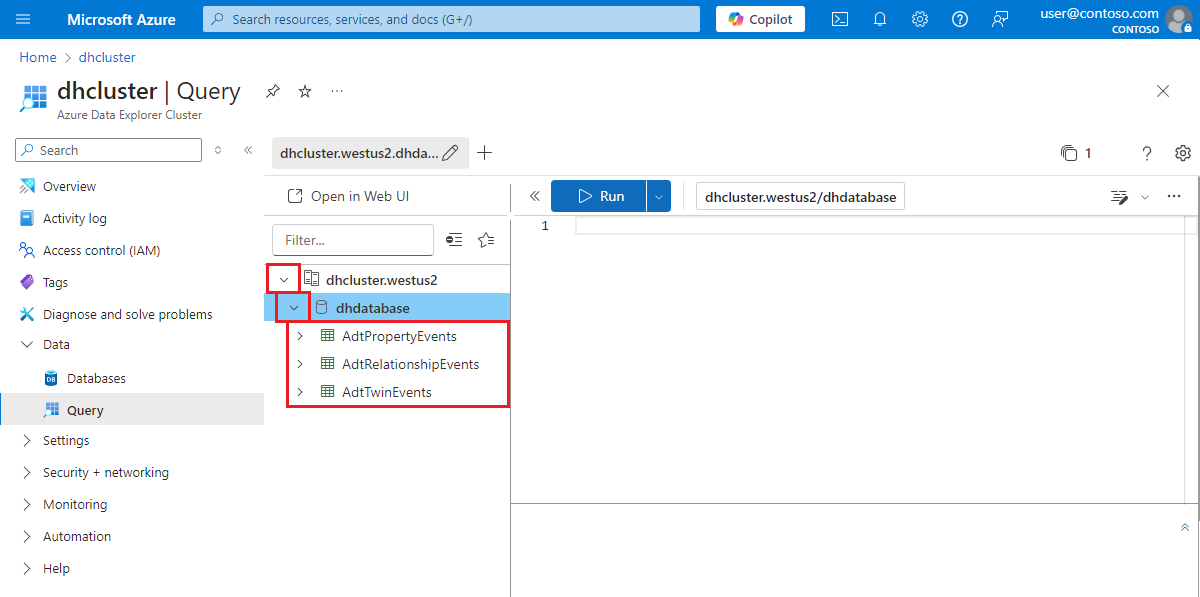 Microsoft Azure
Search resources, services, and docs (G+/)
Copilot
user@contoso.com
CONTOSO
Home > dhcluster
dhcluster | Query
Azure Data Explorer Cluster
Search
Overview
Activity log
Access control (IAM)
Tags
Diagnose and solve problems
Data
DB
Databases
Query
Settings
Security + networking
Monitoring
Automation
Help
dhcluster.westus2.dhda...
1
Open in Web UI
Filter...
dhcluster.westus2
dhdatabase
AdtPropertyEvents
AdtRelationshipEvents
AdtTwinEvents
Run
dhcluster.westus2/dhdatabase
1